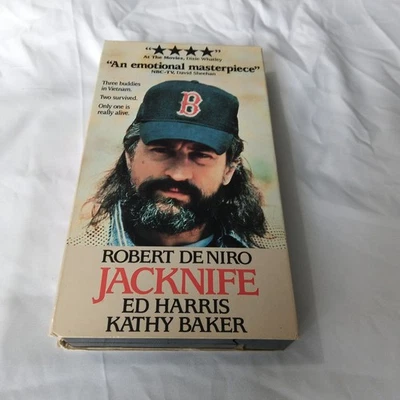 "★★★★"
At The Movies, Dixie Whatley
"An emotional masterpiece"
NBC-TV, David Sheehan
Three buddies
in Vietnam.
Two survived.
Only one is
really alive.
B
ROBERT DE NIRO
JACKNIFE
ED HARRIS
KATHY BAKER